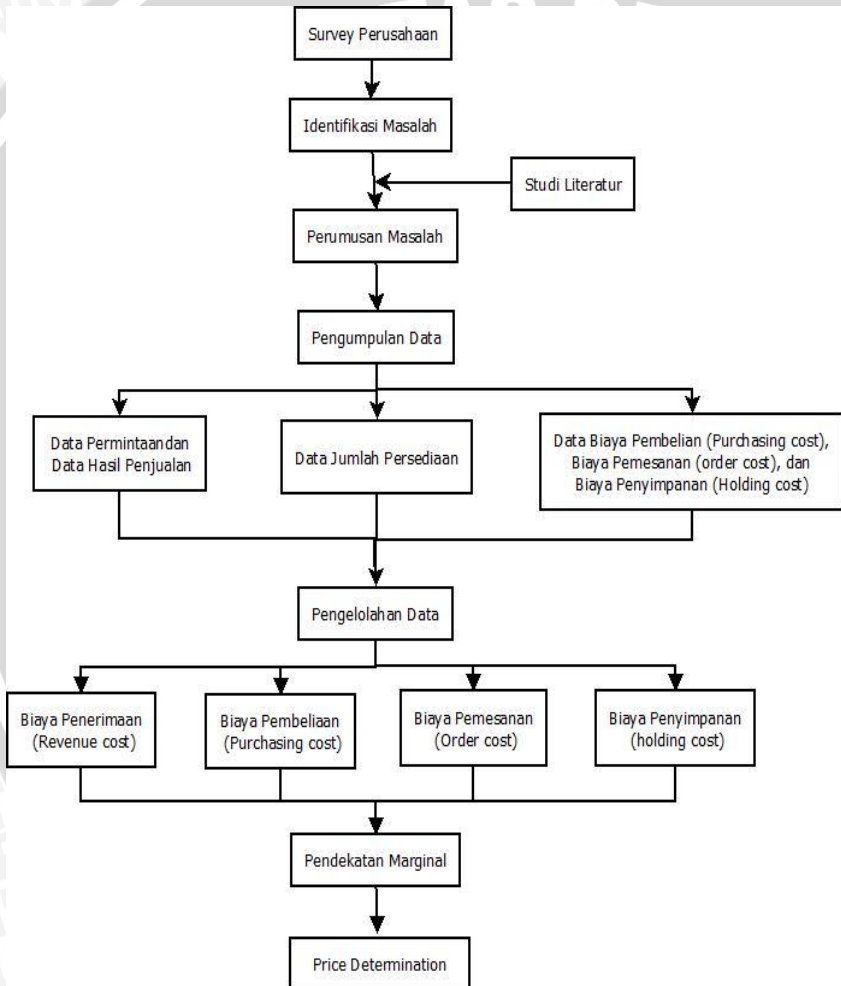 Survey Perusahaan
Identifikasi Masalah
Studi Literatur
Perumusan Masalah
Pengumpulan Data
Data Permintaandan
Data Hasil Penjualan
Data Jumlah Persediaan
Data Biaya Pembelian (Purchasing cost),
Biaya Pemesanan (order cost), dan
Biaya Penyimpanan (Holding cost)
Pengelolahan Data
Biaya Penerimaan
(Revenue cost)
Biaya Pembeliaan
(Purchasing cost)
Biaya Pemesanan
(Order cost)
Biaya Penyimpanan
(holding cost)
Pendekatan Marginal
Price Determination